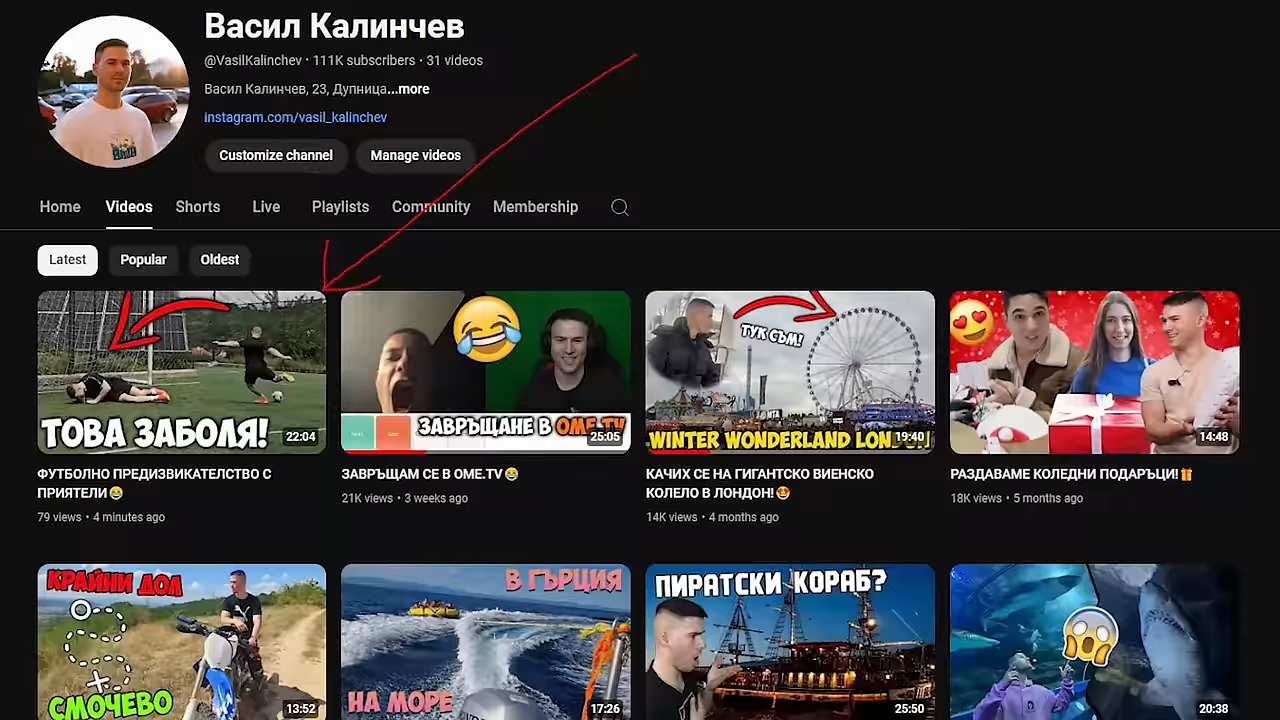 Васил Калинчев
@VasilKalinchev · 111K subscribers · 31 videos
Васил Калинчев, 23, Дупница...more
instagram.com/vasil_kalinchev
Customize channel Manage videos
Home Videos Shorts Live Playlists Community Membership
Latest Popular Oldest
ТОВА ЗАБОЛЯ!
22:04
ЗАВРЪЩАНЕ В OME.TV
25:05
ТУК СЪМ!
WINTER WONDERLAND LONDON
19:40
14:48
ФУТБОЛНО ПРЕДИЗВИКАТЕЛСТВО С
ПРИЯТЕЛИ😂
79 views · 4 minutes ago
ЗАВРЪЩАМ СЕ В OME.TV😂
21K views · 3 weeks ago
КАЧИХ СЕ НА ГИГАНТСКО ВИЕНСКО
КОЛЕЛО В ЛОНДОН!🤩
14K views · 4 months ago
РАЗДАВАМЕ КОЛЕДНИ ПОДАРЪЦИ!🎁
18K views · 5 months ago
КРАЙНИ ДОЛ
СМОЧЕВО
13:52
В ГЪРЦИЯ
НА МОРЕ
17:26
ПИРАТСКИ КОРАБ?
25:50
20:38